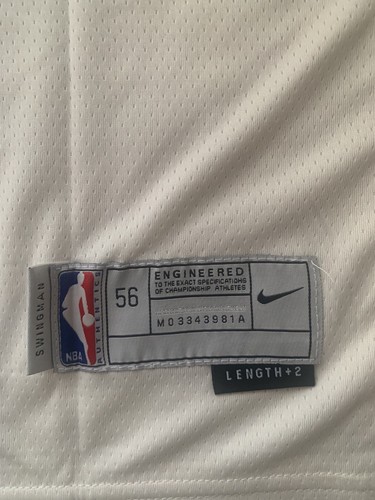 SWINGMAN
NBA
AUTHENTICS
56
ENGINEERED
TO THE EXACT SPECIFICATIONS
OF CHAMPIONSHIP ATHLETES
M03343981A
LENGTH+2